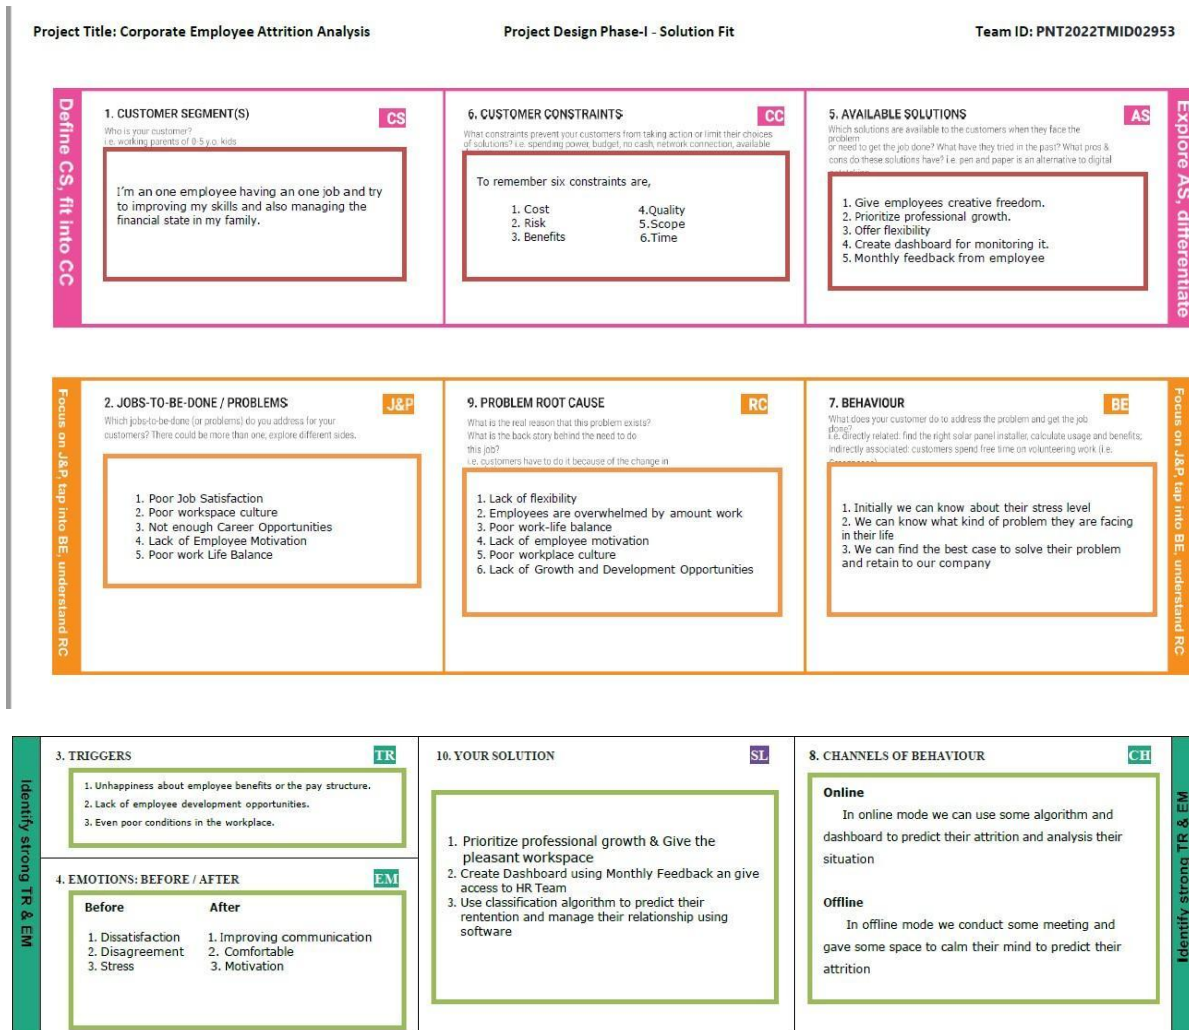 Project Title: Corporate Employee Attrition Analysis
Project Design Phase-I - Solution Fit
Team ID: PNT2022TMID02953
Define CS, fit into CC
1. CUSTOMER SEGMENT(S)
CS
Who is your customer?
i.e. working parents of 0-5 y.o. kids
I'm an one employee having an one job and try
to improving my skills and also managing the
financial state in my family.
6. CUSTOMER CONSTRAINTS
CC
What constraints prevent your customers from taking action or limit their choices
of solutions? i.e. spending power, budget, no cash, network connection, available
To remember six constraints are,
1. Cost
2. Risk
3. Benefits
4.Quality
5.Scope
6.Time
5. AVAILABLE SOLUTIONS
AS
Which solutions are available to the customers when they face the
problem
or need to get the job done? What have they tried in the past? What pros &
cons do these solutions have? i.e. pen and paper is an alternative to digital
1. Give employees creative freedom.
2. Prioritize professional growth.
3. Offer flexibility
4. Create dashboard for monitoring it.
5. Monthly feedback from employee
Explore AS, differentiate
Focus on J&P, tap into BE, understand RC
2. JOBS-TO-BE-DONE / PROBLEMS
J&P
Which jobs-to-be-done (or problems) do you address for your
customers? There could be more than one; explore different sides.
1. Poor Job Satisfaction
2. Poor workspace culture
3. Not enough Career Opportunities
4. Lack of Employee Motivation
5. Poor work Life Balance
9. PROBLEM ROOT CAUSE
RC
What is the real reason that this problem exists?
What is the back story behind the need to do
this job?
i.e. customers have to do it because of the change in
1. Lack of flexibility
2. Employees are overwhelmed by amount work
3. Poor work-life balance
4. Lack of employee motivation
5. Poor workplace culture
6. Lack of Growth and Development Opportunities
7. BEHAVIOUR
BE
What does your customer do to address the problem and get the job
done?
i.e. directly related: find the right solar panel installer, calculate usage and benefits;
indirectly associated: customers spend free time on volunteering work (i.e.
1. Initially we can know about their stress level
2. We can know what kind of problem they are facing
in their life
3. We can find the best case to solve their problem
and retain to our company
Focus on J&P, tap into BE, understand RC
Identify strong TR & EM
3. TRIGGERS
TR
1. Unhappiness about employee benefits or the pay structure.
2. Lack of employee development opportunities.
3. Even poor conditions in the workplace.
4. EMOTIONS: BEFORE / AFTER
EM
Before
1. Dissatisfaction
2. Disagreement
3. Stress
After
1. Improving communication
2. Comfortable
3. Motivation
10. YOUR SOLUTION
SL
1. Prioritize professional growth & Give the
pleasant workspace
2. Create Dashboard using Monthly Feedback an give
access to HR Team
3. Use classification algorithm to predict their
rentention and manage their relationship using
software
8. CHANNELS OF BEHAVIOUR
CH
Online
In online mode we can use some algorithm and
dashboard to predict their attrition and analysis their
situation
Offline
In offline mode we conduct some meeting and
gave some space to calm their mind to predict their
attrition
Identify strong TR & EM